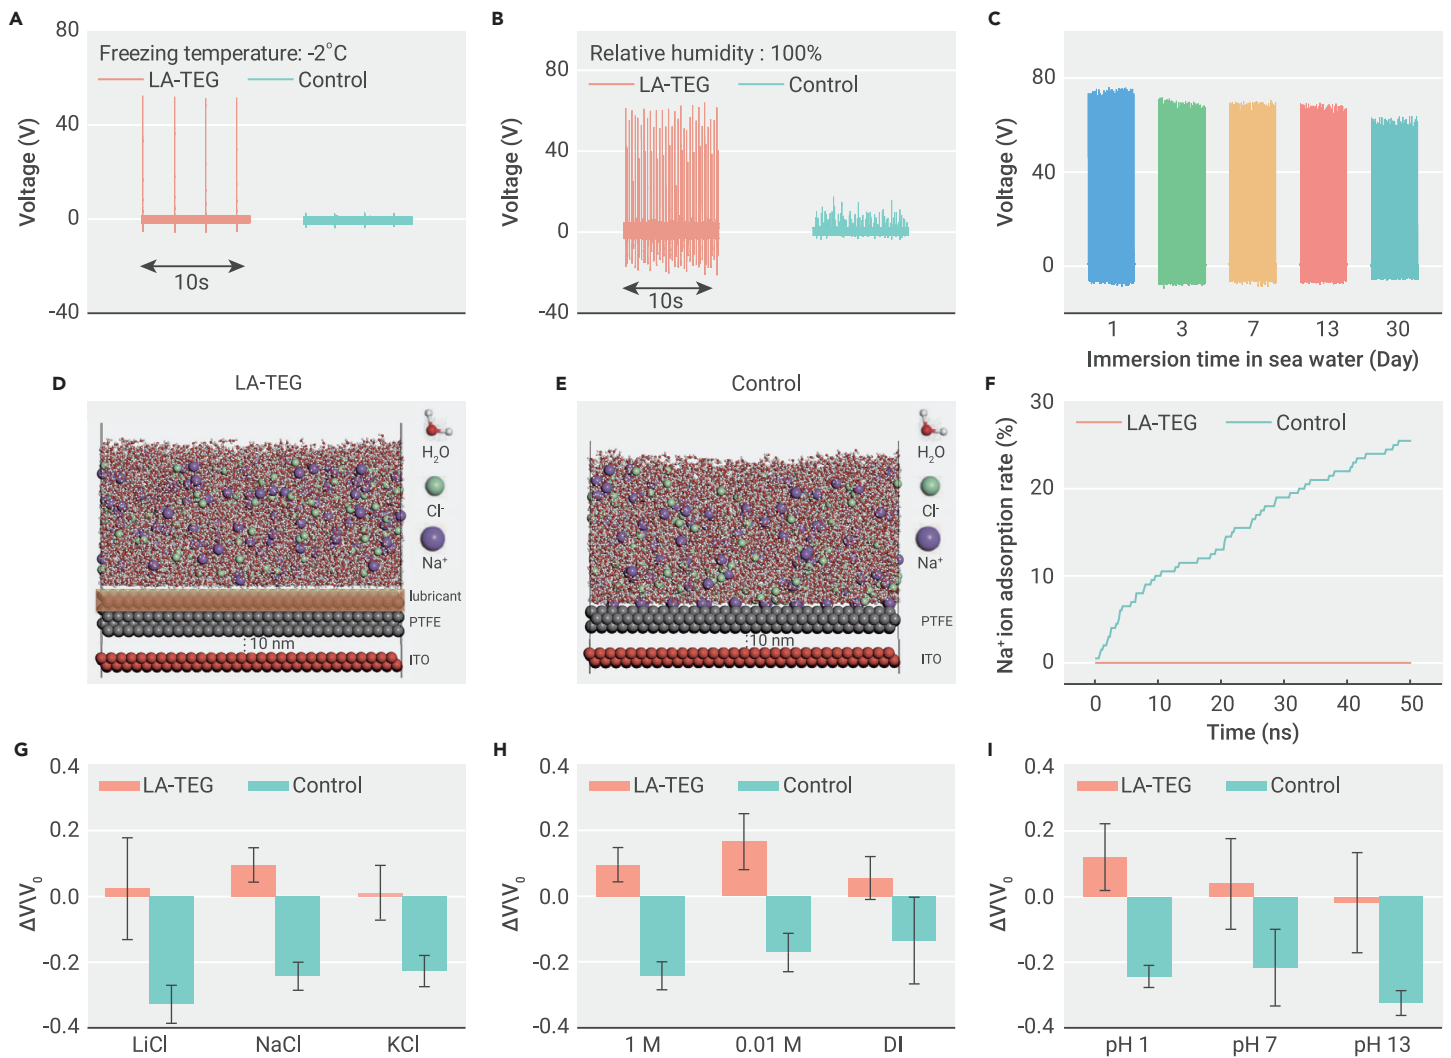 A
80
40
0
-40
Voltage (V)
Freezing temperature: -2°C
LA-TEG
Control
10s
B
80
40
0
-40
Voltage (V)
Relative humidity : 100%
LA-TEG
Control
10s
C
80
40
0
Voltage (V)
1
3
7
13
30
Immersion time in sea water (Day)
D
LA-TEG
H₂O
Cl⁻
Na⁺
lubricant
PTFE
10 nm
ITO
E
Control
H₂O
Cl⁻
Na⁺
PTFE
10 nm
ITO
F
30
20
10
0
Na⁺ ion adsorption rate (%)
LA-TEG
Control
0
10
20
30
40
50
Time (ns)
G
0.4
0.2
0.0
-0.2
-0.4
ΔV\V₀
LA-TEG
Control
LiCl
NaCl
KCl
H
0.4
0.2
0.0
-0.2
-0.4
ΔV\V₀
LA-TEG
Control
1 M
0.01 M
DI
I
0.4
0.2
0.0
-0.2
-0.4
ΔV\V₀
LA-TEG
Control
pH 1
pH 7
pH 13